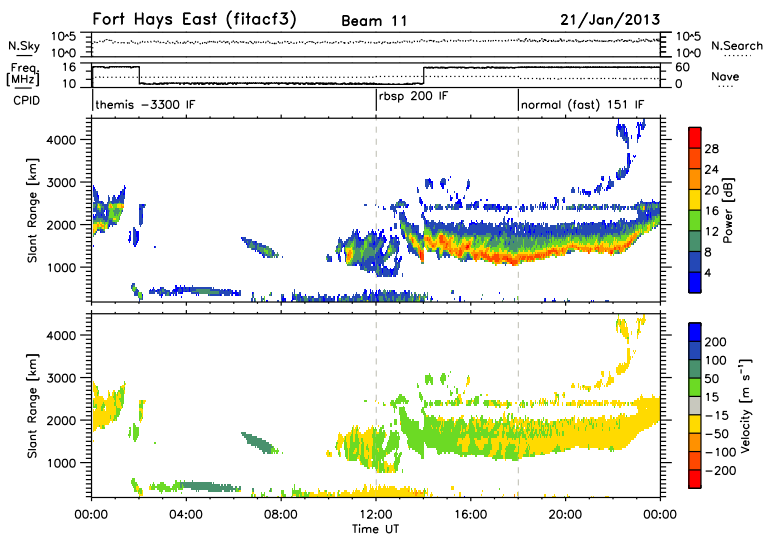 Fort Hays East (fitacf3) Beam 11 21/Jan/2013
10^5 10^5
N.Sky N.Search
10^0 10^0
Freq. 16 60
[MHz] Nave
10 0
CPID themis -3300 IF rbsp 200 IF normal (fast) 151 IF
4000
3000
2000
1000
Slant Range [km]
28
24
20
16
12
8
4
Power [dB]
4000
3000
2000
1000
Slant Range [km]
200
100
50
15
-15
-50
-100
-200
Velocity [m s^-1]
00:00 04:00 08:00 12:00 16:00 20:00 00:00
Time UT